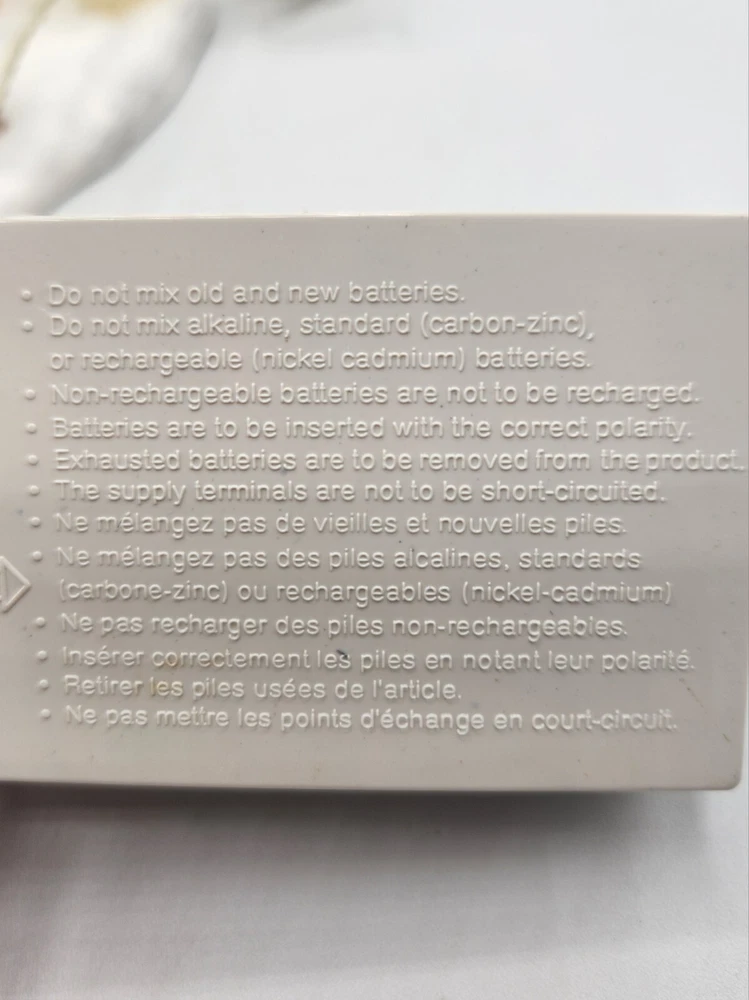 • Do not mix old and new batteries.
• Do not mix alkaline, standard (carbon-zinc),
or rechargeable (nickel cadmium) batteries.
• Non-rechargeable batteries are not to be recharged.
• Batteries are to be inserted with the correct polarity.
• Exhausted batteries are to be removed from the product.
• The supply terminals are not to be short-circuited.
• Ne mélangez pas de vieilles et nouvelles piles.
• Ne mélangez pas des piles alcalines, standards
(carbone-zinc) ou rechargeables (nickel-cadmium)
• Ne pas recharger des piles non-rechargeables.
• Insérer correctement les piles en notant leur polarité.
• Retirer les piles usées de l'article.
• Ne pas mettre les points d'échange en court-circuit.